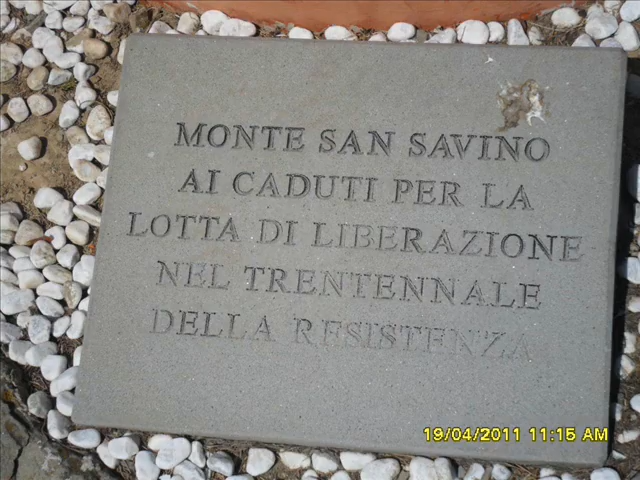 MONTE SAN SAVINO
AI CADUTI PER LA
LOTTA DI LIBERAZIONE
NEL TRENTENNALE
DELLA RESISTENZA
19/04/2011 11:15 AM